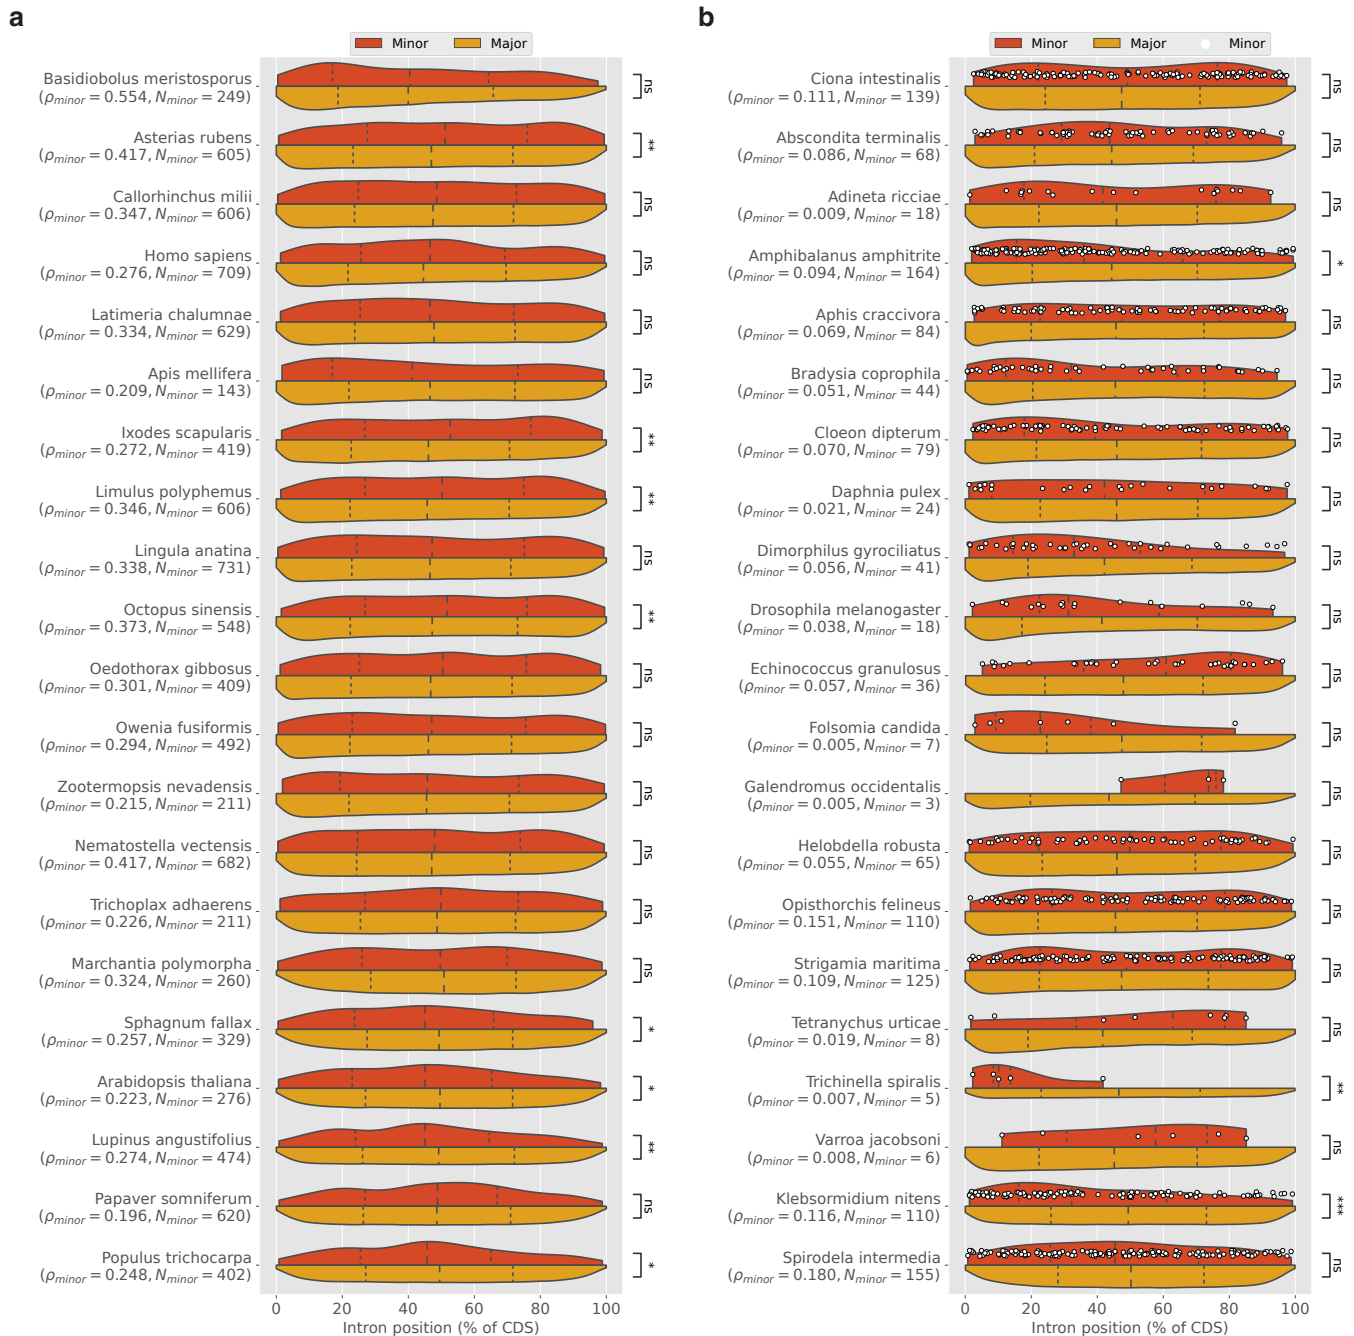 a
Minor Major
Basidiobolus meristosporus
(ρminor = 0.554, Nminor = 249)
ns
Asterias rubens
(ρminor = 0.417, Nminor = 605)
**
Callorhinchus milii
(ρminor = 0.347, Nminor = 606)
ns
Homo sapiens
(ρminor = 0.276, Nminor = 709)
ns
Latimeria chalumnae
(ρminor = 0.334, Nminor = 629)
ns
Apis mellifera
(ρminor = 0.209, Nminor = 143)
ns
Ixodes scapularis
(ρminor = 0.272, Nminor = 419)
**
Limulus polyphemus
(ρminor = 0.346, Nminor = 606)
**
Lingula anatina
(ρminor = 0.338, Nminor = 731)
ns
Octopus sinensis
(ρminor = 0.373, Nminor = 548)
**
Oedothorax gibbosus
(ρminor = 0.301, Nminor = 409)
ns
Owenia fusiformis
(ρminor = 0.294, Nminor = 492)
ns
Zootermopsis nevadensis
(ρminor = 0.215, Nminor = 211)
ns
Nematostella vectensis
(ρminor = 0.417, Nminor = 682)
ns
Trichoplax adhaerens
(ρminor = 0.226, Nminor = 211)
ns
Marchantia polymorpha
(ρminor = 0.324, Nminor = 260)
ns
Sphagnum fallax
(ρminor = 0.257, Nminor = 329)
*
Arabidopsis thaliana
(ρminor = 0.223, Nminor = 276)
*
Lupinus angustifolius
(ρminor = 0.274, Nminor = 474)
**
Papaver somniferum
(ρminor = 0.196, Nminor = 620)
ns
Populus trichocarpa
(ρminor = 0.248, Nminor = 402)
*
0 20 40 60 80 100
Intron position (% of CDS)
b
Minor Major Minor
Ciona intestinalis
(ρminor = 0.111, Nminor = 139)
ns
Abscondita terminalis
(ρminor = 0.086, Nminor = 68)
ns
Adineta ricciae
(ρminor = 0.009, Nminor = 18)
ns
Amphibalanus amphitrite
(ρminor = 0.094, Nminor = 164)
*
Aphis craccivora
(ρminor = 0.069, Nminor = 84)
ns
Bradysia coprophila
(ρminor = 0.051, Nminor = 44)
ns
Cloeon dipterum
(ρminor = 0.070, Nminor = 79)
ns
Daphnia pulex
(ρminor = 0.021, Nminor = 24)
ns
Dimorphilus gyrociliatus
(ρminor = 0.056, Nminor = 41)
ns
Drosophila melanogaster
(ρminor = 0.038, Nminor = 18)
ns
Echinococcus granulosus
(ρminor = 0.057, Nminor = 36)
ns
Folsomia candida
(ρminor = 0.005, Nminor = 7)
ns
Galendromus occidentalis
(ρminor = 0.005, Nminor = 3)
ns
Helobdella robusta
(ρminor = 0.055, Nminor = 65)
ns
Opisthorchis felineus
(ρminor = 0.151, Nminor = 110)
ns
Strigamia maritima
(ρminor = 0.109, Nminor = 125)
ns
Tetranychus urticae
(ρminor = 0.019, Nminor = 8)
ns
Trichinella spiralis
(ρminor = 0.007, Nminor = 5)
**
Varroa jacobsoni
(ρminor = 0.008, Nminor = 6)
ns
Klebsormidium nitens
(ρminor = 0.116, Nminor = 110)
***
Spirodela intermedia
(ρminor = 0.180, Nminor = 155)
ns
0 20 40 60 80 100
Intron position (% of CDS)